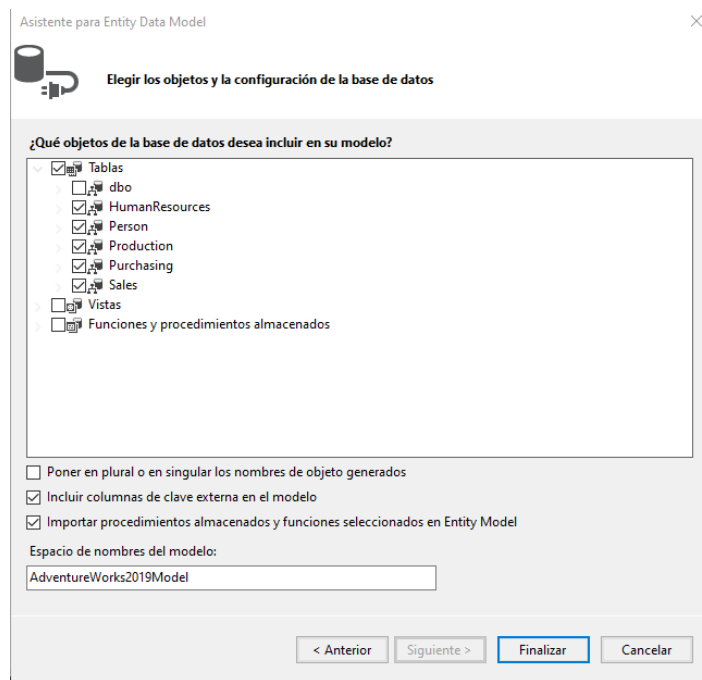 Asistente para Entity Data Model
Elegir los objetos y la configuración de la base de datos
¿Qué objetos de la base de datos desea incluir en su modelo?
Tablas
dbo
HumanResources
Person
Production
Purchasing
Sales
Vistas
Funciones y procedimientos almacenados
Poner en plural o en singular los nombres de objeto generados
Incluir columnas de clave externa en el modelo
Importar procedimientos almacenados y funciones seleccionados en Entity Model
Espacio de nombres del modelo:
AdventureWorks2019Model
< Anterior Siguiente > Finalizar Cancelar